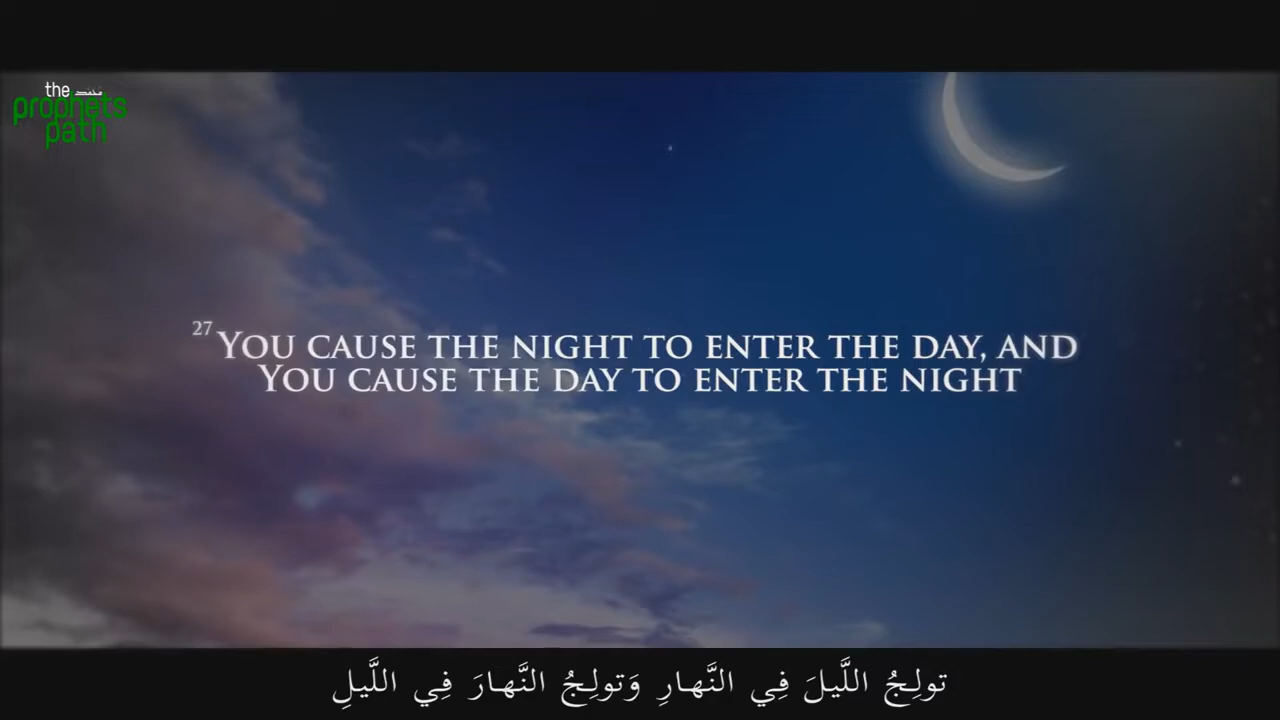 the محمد
prophets
path
27 YOU CAUSE THE NIGHT TO ENTER THE DAY, AND
YOU CAUSE THE DAY TO ENTER THE NIGHT
تولِجُ اللَّيلَ فِي النَّهارِ وَتولِجُ النَّهارَ فِي اللَّيلِ